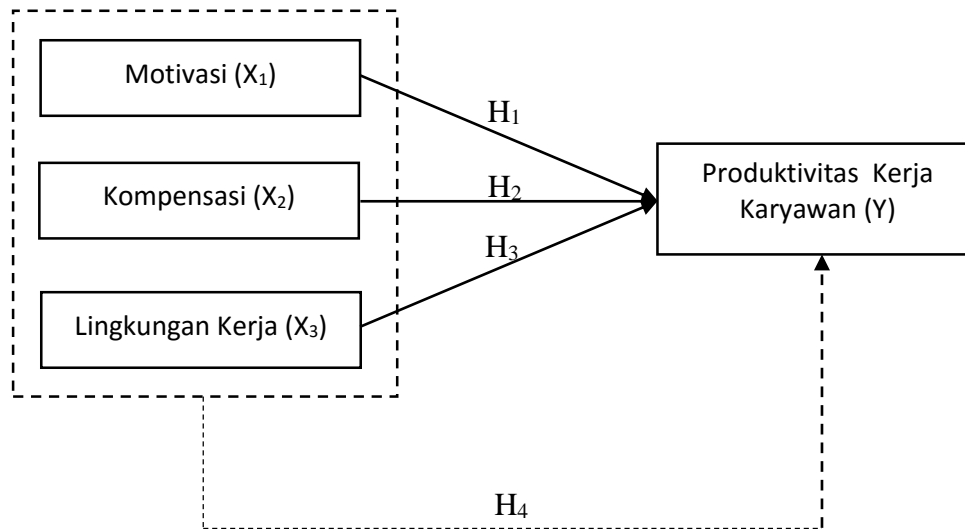 Motivasi (X₁)
H₁
Kompensasi (X₂)
H₂
Produktivitas Kerja
Karyawan (Y)
H₃
Lingkungan Kerja (X₃)
H₄